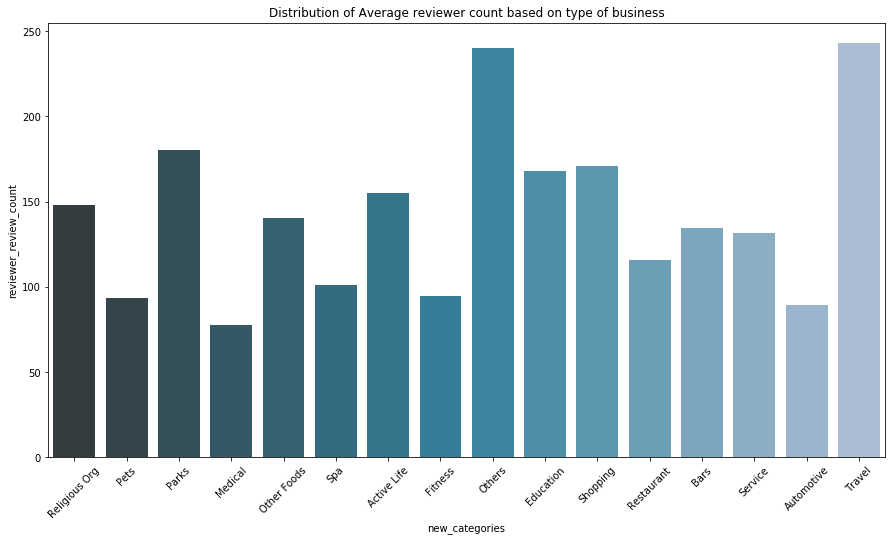 Distribution of Average reviewer count based on type of business
250
200
150
100
50
0
reviewer_review_count
Religious Org
Pets
Parks
Medical
Other Foods
Spa
Active Life
Fitness
Others
Education
Shopping
Restaurant
Bars
Service
Automotive
Travel
new_categories